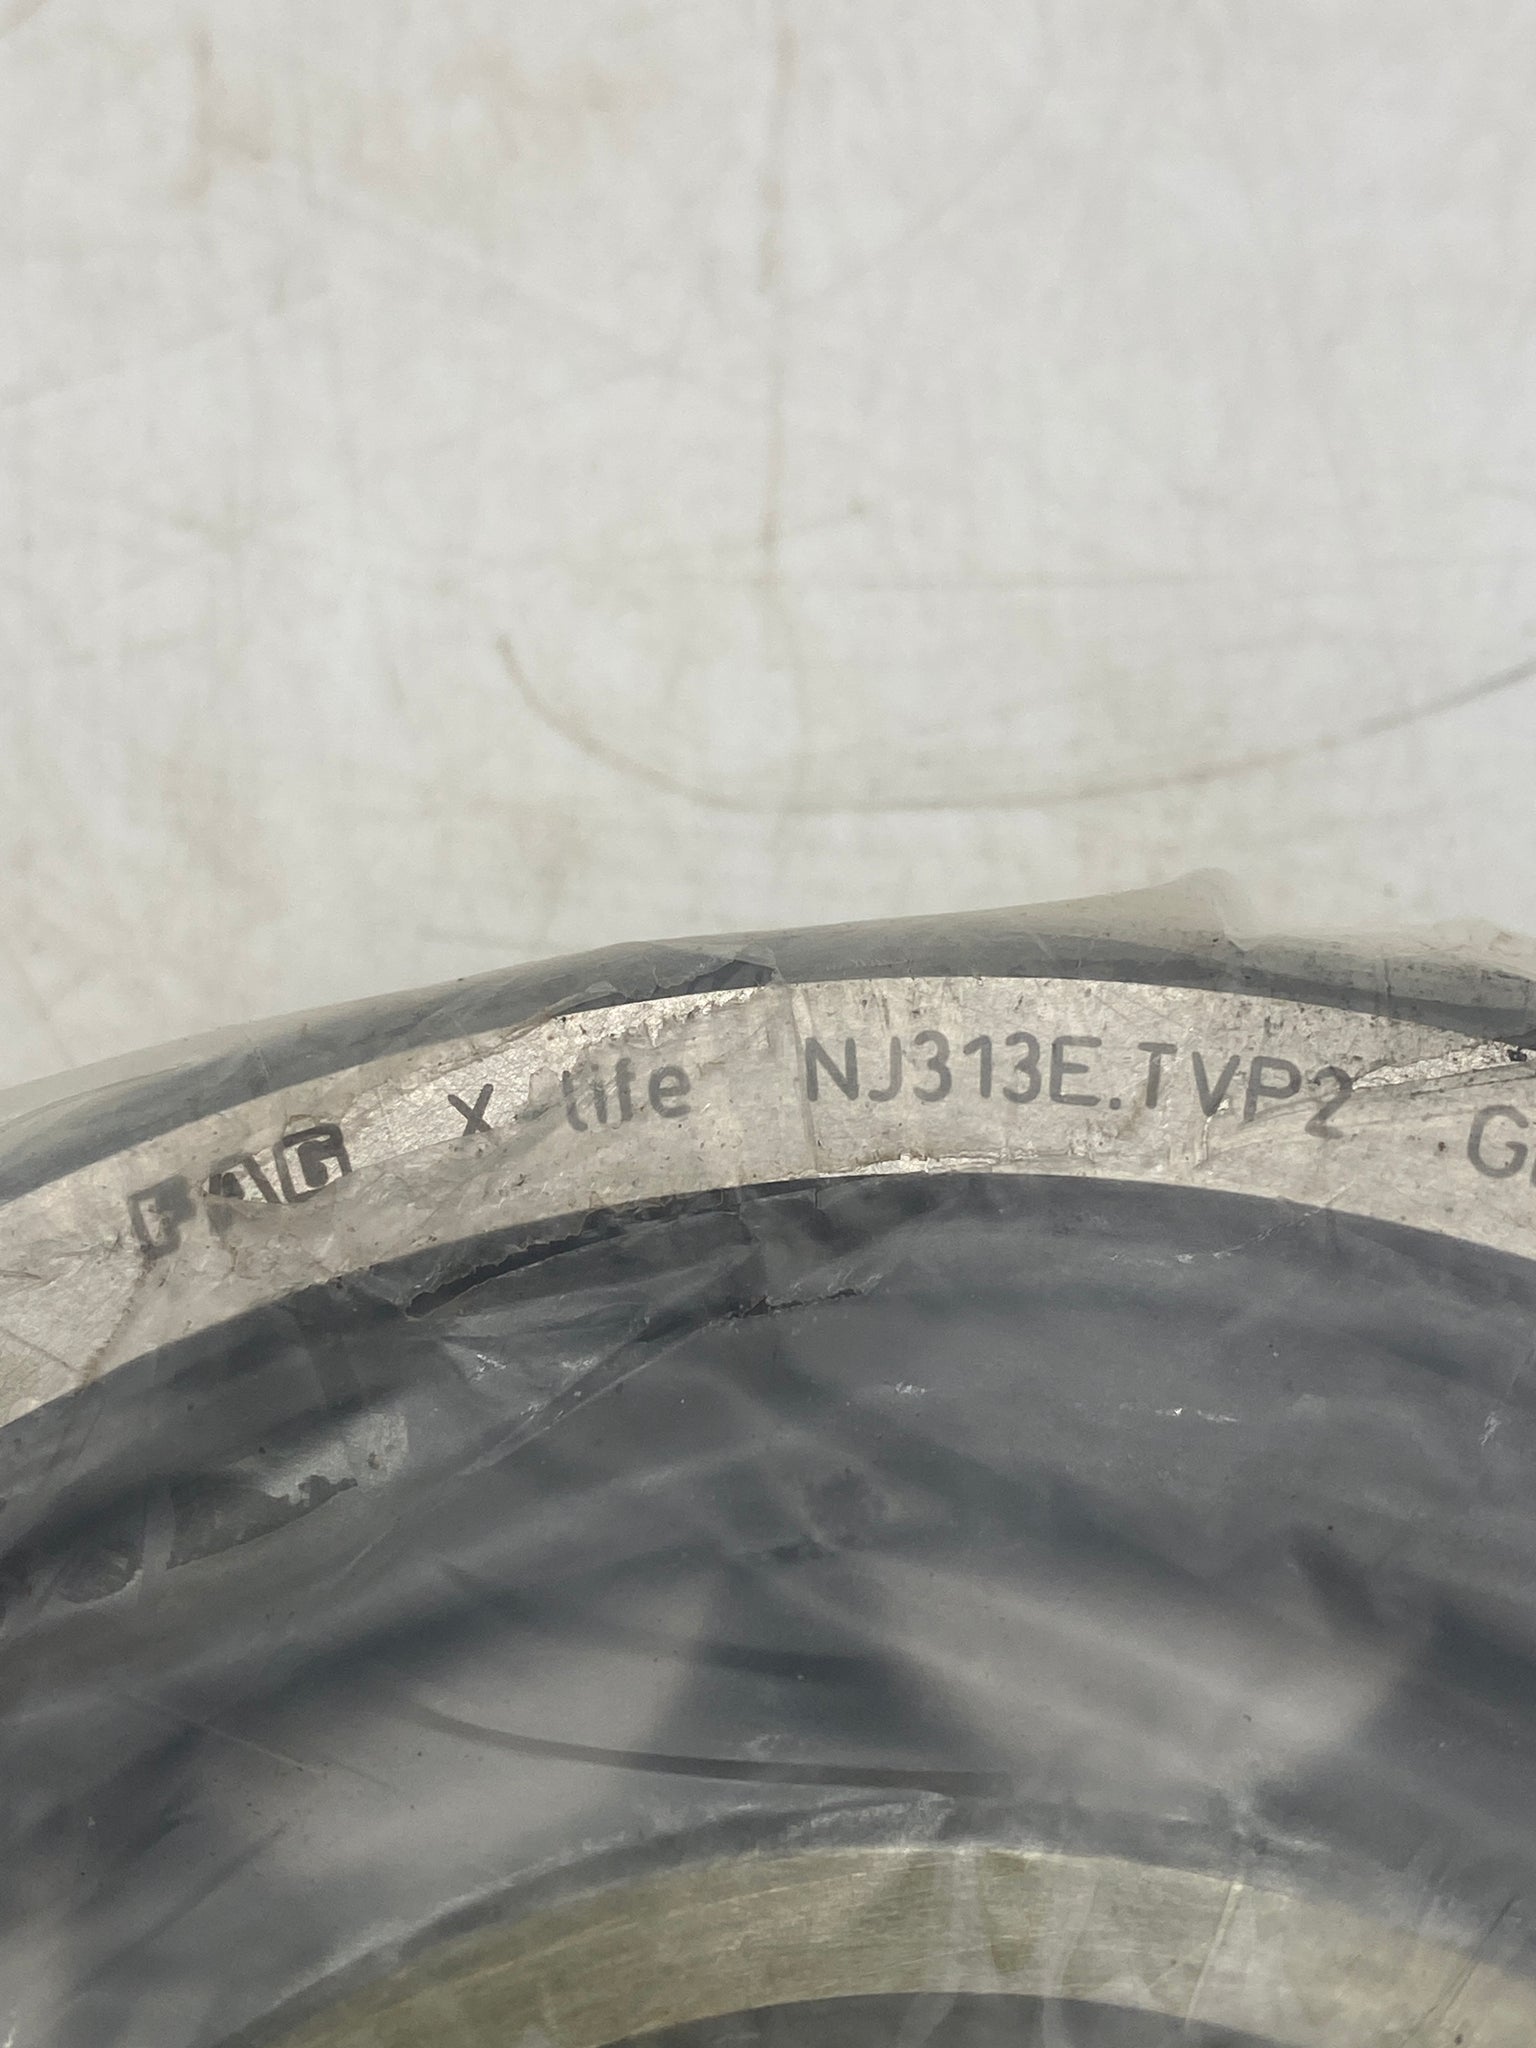 FAG X life NJ313E.TVP2